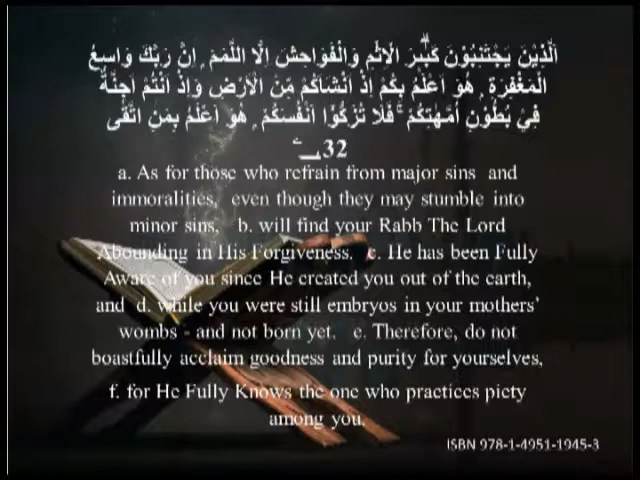 اَلَّذِيْنَ يَجْتَنِبُوْنَ كَبٰٓئِرَ الْاِثْمِ وَالْفَوَاحِشَ اِلَّا اللَّمَمَ ۭ اِنَّ رَبَّكَ وَاسِعُ
الْمَغْفِرَةِ ۭ هُوَ اَعْلَمُ بِكُمْ اِذْ اَنْشَاَكُمْ مِّنَ الْاَرْضِ وَاِذْ اَنْتُمْ اَجِنَّةٌ
فِيْ بُطُوْنِ اُمَّهٰتِكُمْ ۚ فَلَا تُزَكُّوْٓا اَنْفُسَكُمْ ۭ هُوَ اَعْلَمُ بِمَنِ اتَّقٰى
32؀
a. As for those who refrain from major sins and
immoralities, even though they may stumble into
minor sins, b. will find your Rabb The Lord
Abounding in His Forgiveness. c. He has been Fully
Aware of you since He created you out of the earth,
and d. while you were still embryos in your mothers'
wombs - and not born yet. e. Therefore, do not
boastfully acclaim goodness and purity for yourselves,
f. for He Fully Knows the one who practices piety
among you.
ISBN 978-1-4951-1945-3